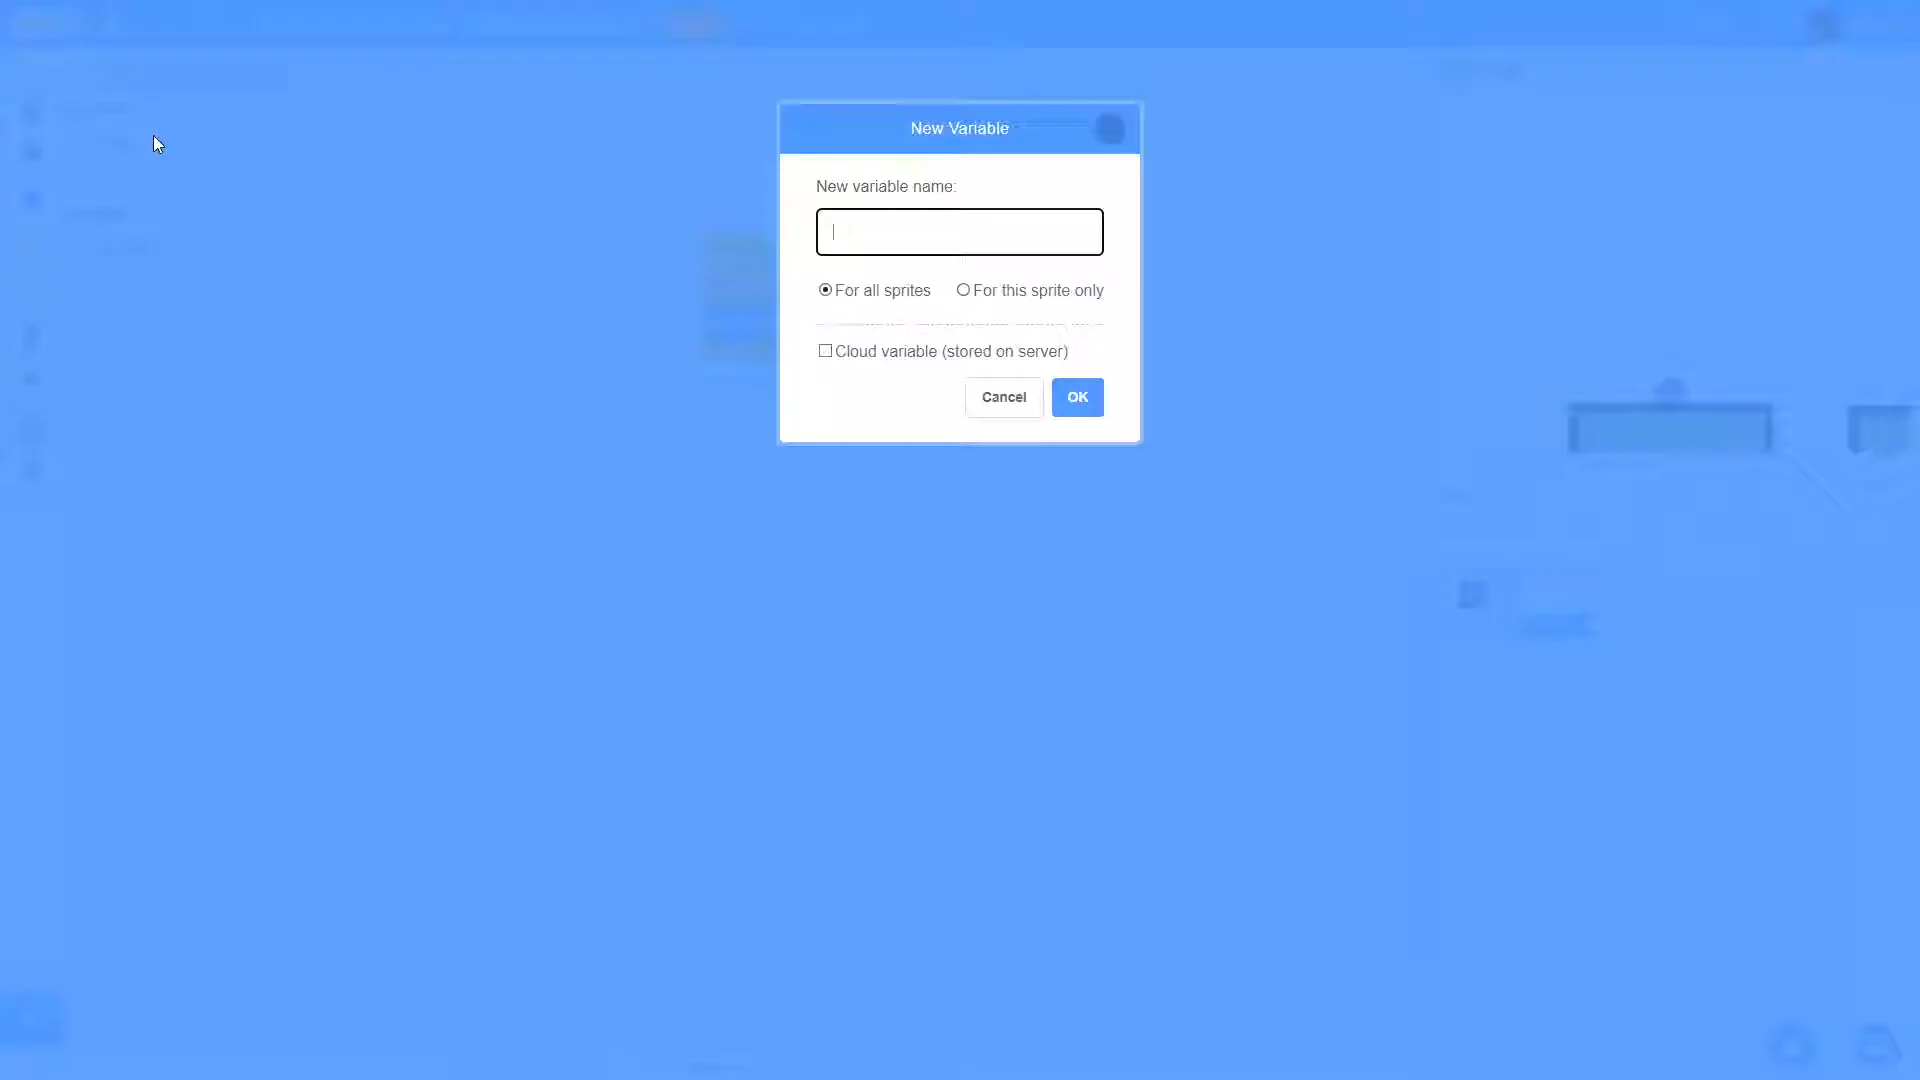 New Variable
New variable name:
For all sprites For this sprite only
Cloud variable (stored on server)
Cancel OK